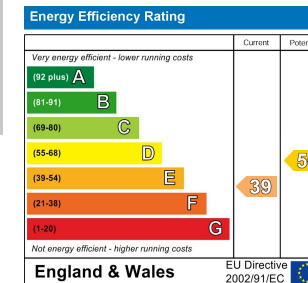 Energy Efficiency Rating
Current
Very energy efficient - lower running costs
(92 plus) A
(81-91) B
(69-80) C
(55-68) D
(39-54) E
39
(21-38) F
(1-20) G
Not energy efficient - higher running costs
England & Wales
EU Directive
2002/91/EC